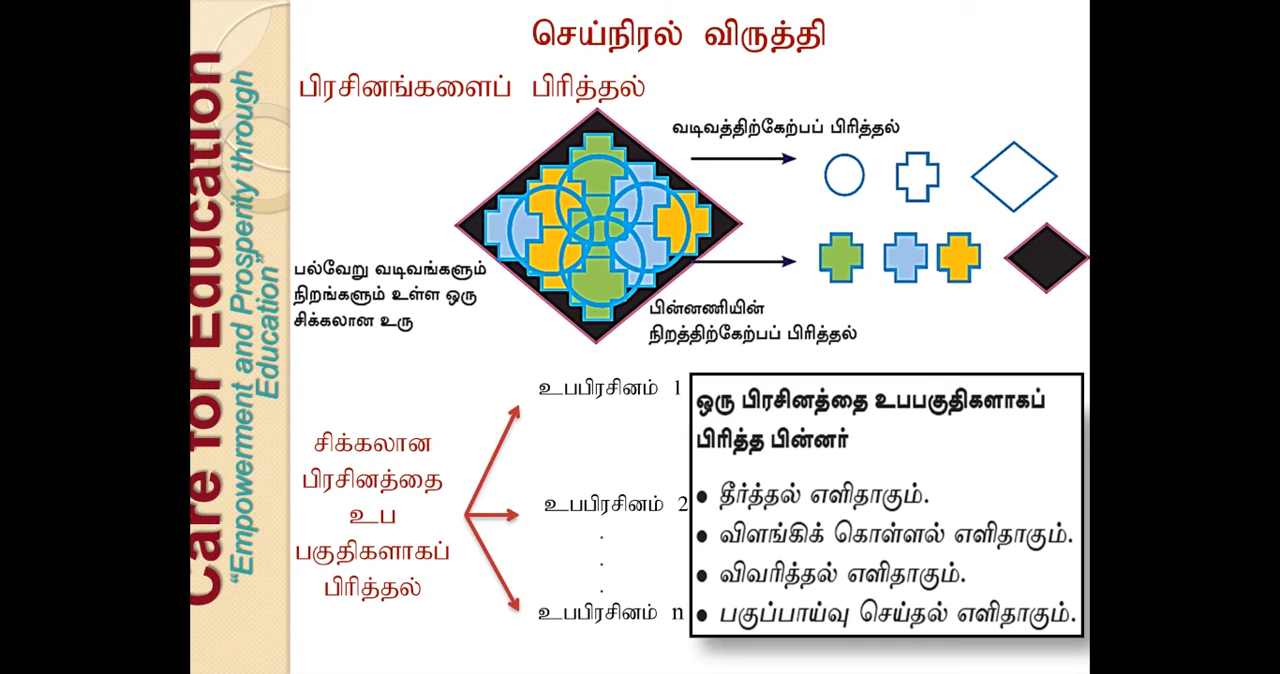 செய்நிரல் விருத்தி
பிரசினங்களைப் பிரித்தல்
வடிவத்திற்கேற்பப் பிரித்தல்
பல்வேறு வடிவங்களும்
நிறங்களும் உள்ள ஒரு
சிக்கலான உரு
பின்னணியின்
நிறத்திற்கேற்பப் பிரித்தல்
சிக்கலான
பிரசினத்தை
உப
பகுதிகளாகப்
பிரித்தல்
உபபிரசினம் 1
உபபிரசினம் 2
.
.
.
உபபிரசினம் n
ஒரு பிரசினத்தை உபபகுதிகளாகப்
பிரித்த பின்னர்
• தீர்த்தல் எளிதாகும்.
• விளங்கிக் கொள்ளல் எளிதாகும்.
• விவரித்தல் எளிதாகும்.
• பகுப்பாய்வு செய்தல் எளிதாகும்.
Care for Education
“Empowerment and Prosperity through
Education”